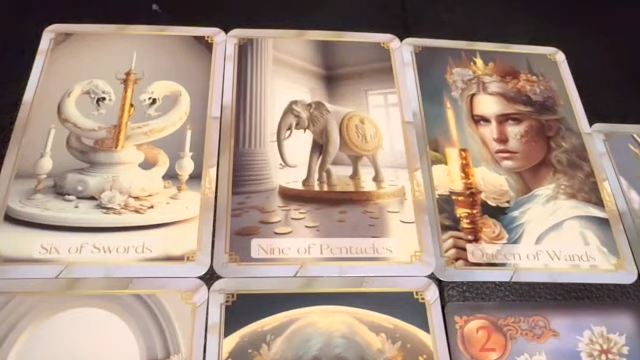 Six of Swords
Nine of Pentacles
Queen of Wands
2